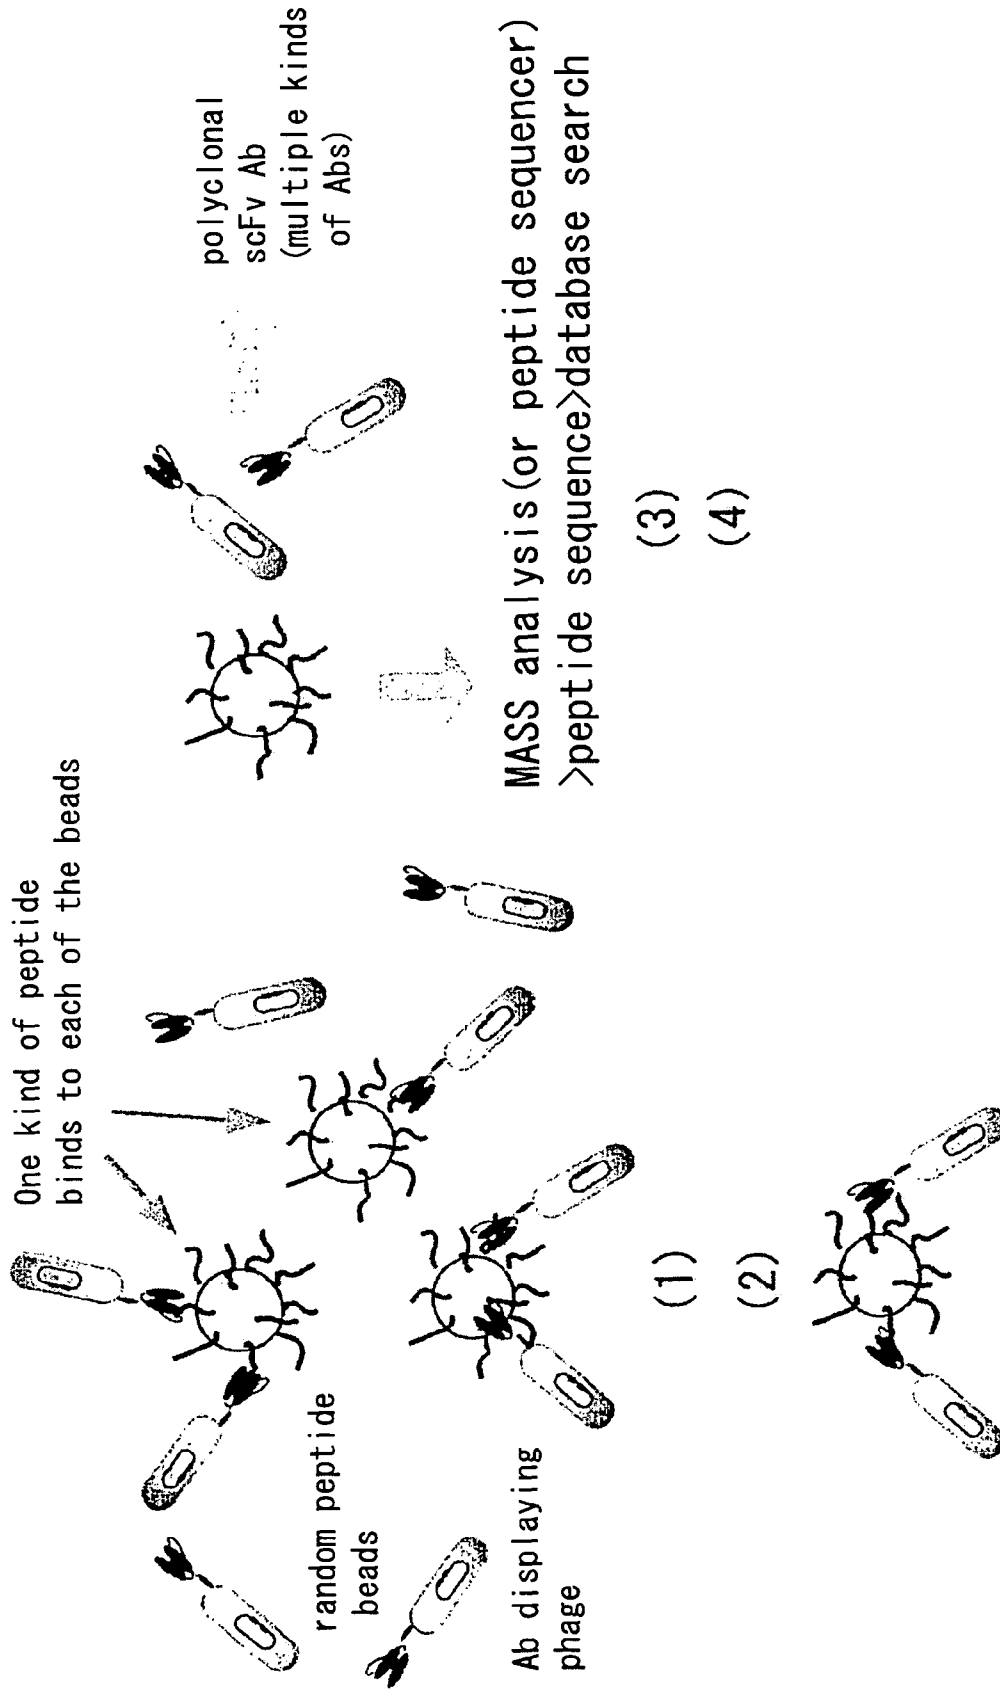 One kind of peptide
binds to each of the beads
random peptide
beads
Ab displaying
phage
(1)
(2)
polyclonal
scFv Ab
(multiple kinds
of Abs)
MASS analysis(or peptide sequencer)
>peptide sequence>database search
(3)
(4)